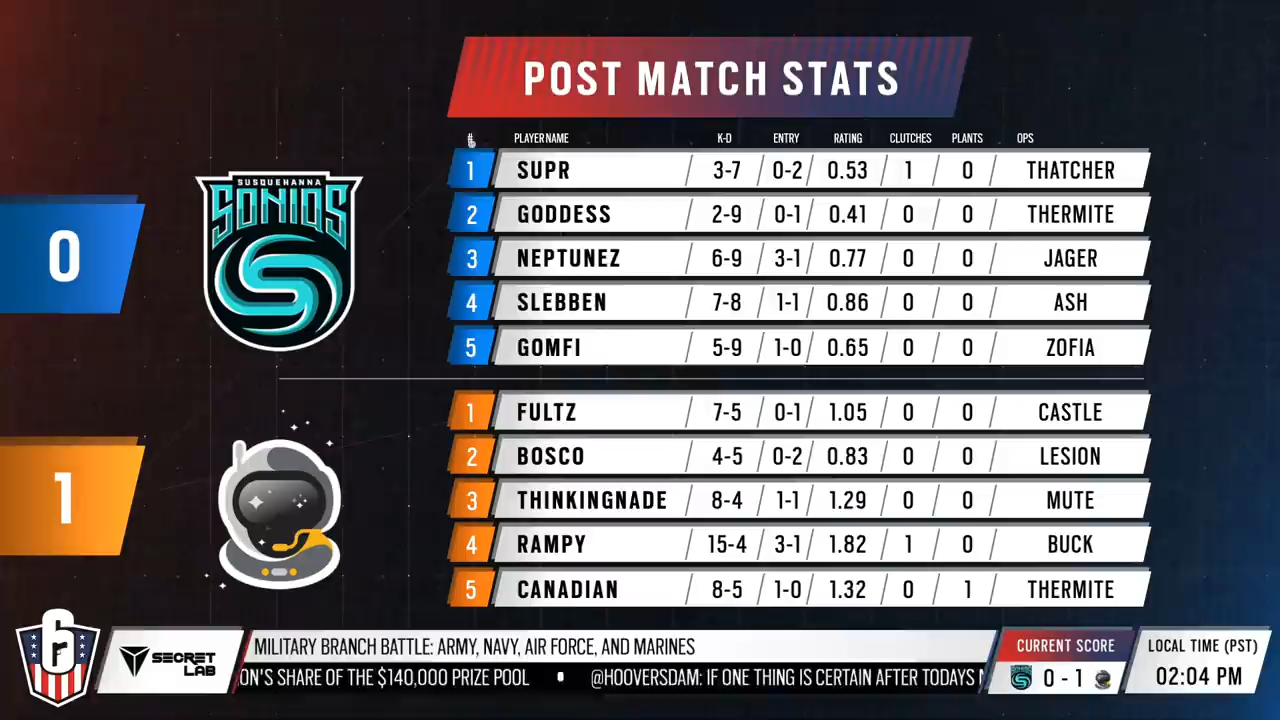 POST MATCH STATS
# PLAYER NAME K-D ENTRY RATING CLUTCHES PLANTS OPS
1 SUPR 3-7 0-2 0.53 1 0 THATCHER
2 GODDESS 2-9 0-1 0.41 0 0 THERMITE
3 NEPTUNEZ 6-9 3-1 0.77 0 0 JAGER
4 SLEBBEN 7-8 1-1 0.86 0 0 ASH
5 GOMFI 5-9 1-0 0.65 0 0 ZOFIA
0
SUSQUEHANNA
SONIQS
1 FULTZ 7-5 0-1 1.05 0 0 CASTLE
2 BOSCO 4-5 0-2 0.83 0 0 LESION
3 THINKINGNADE 8-4 1-1 1.29 0 0 MUTE
4 RAMPY 15-4 3-1 1.82 1 0 BUCK
5 CANADIAN 8-5 1-0 1.32 0 1 THERMITE
1
6
SECRET
LAB
MILITARY BRANCH BATTLE: ARMY, NAVY, AIR FORCE, AND MARINES
ON'S SHARE OF THE $140,000 PRIZE POOL • @HOOVERSDAM: IF ONE THING IS CERTAIN AFTER TODAYS
CURRENT SCORE
0 - 1
LOCAL TIME (PST)
02:04 PM